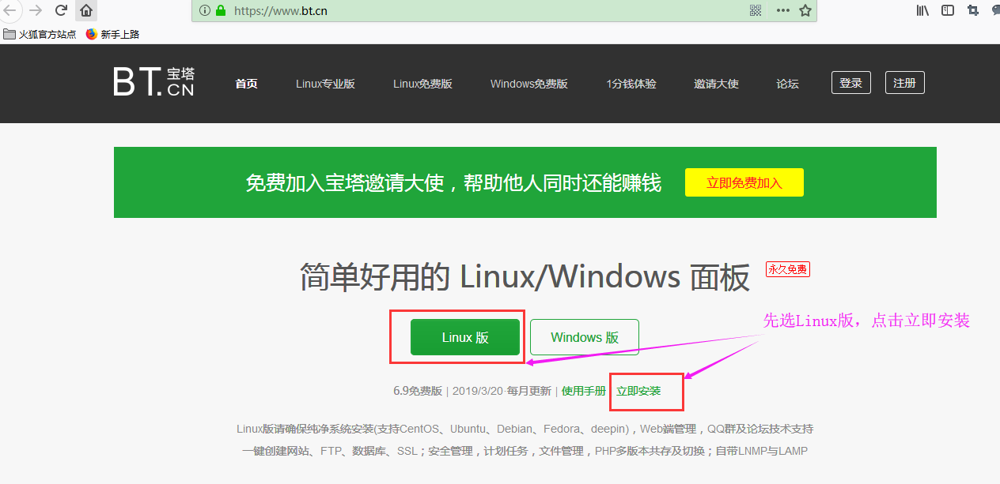 https://www.bt.cn
火狐官方站点 新手上路
BT.宝塔CN 首页 Linux专业版 Linux免费版 Windows免费版 1分钱体验 邀请大使 论坛 登录 注册
免费加入宝塔邀请大使，帮助他人同时还能赚钱 立即免费加入
简单好用的 Linux/Windows 面板 永久免费
先选Linux版，点击立即安装
Linux 版 Windows 版
6.9免费版 | 2019/3/20·每月更新 | 使用手册 立即安装
Linux版请确保纯净系统安装(支持CentOS、Ubuntu、Debian、Fedora、deepin)，Web端管理，QQ群及论坛技术支持
一键创建网站、FTP、数据库、SSL；安全管理，计划任务，文件管理，PHP多版本共存及切换；自带LNMP与LAMP